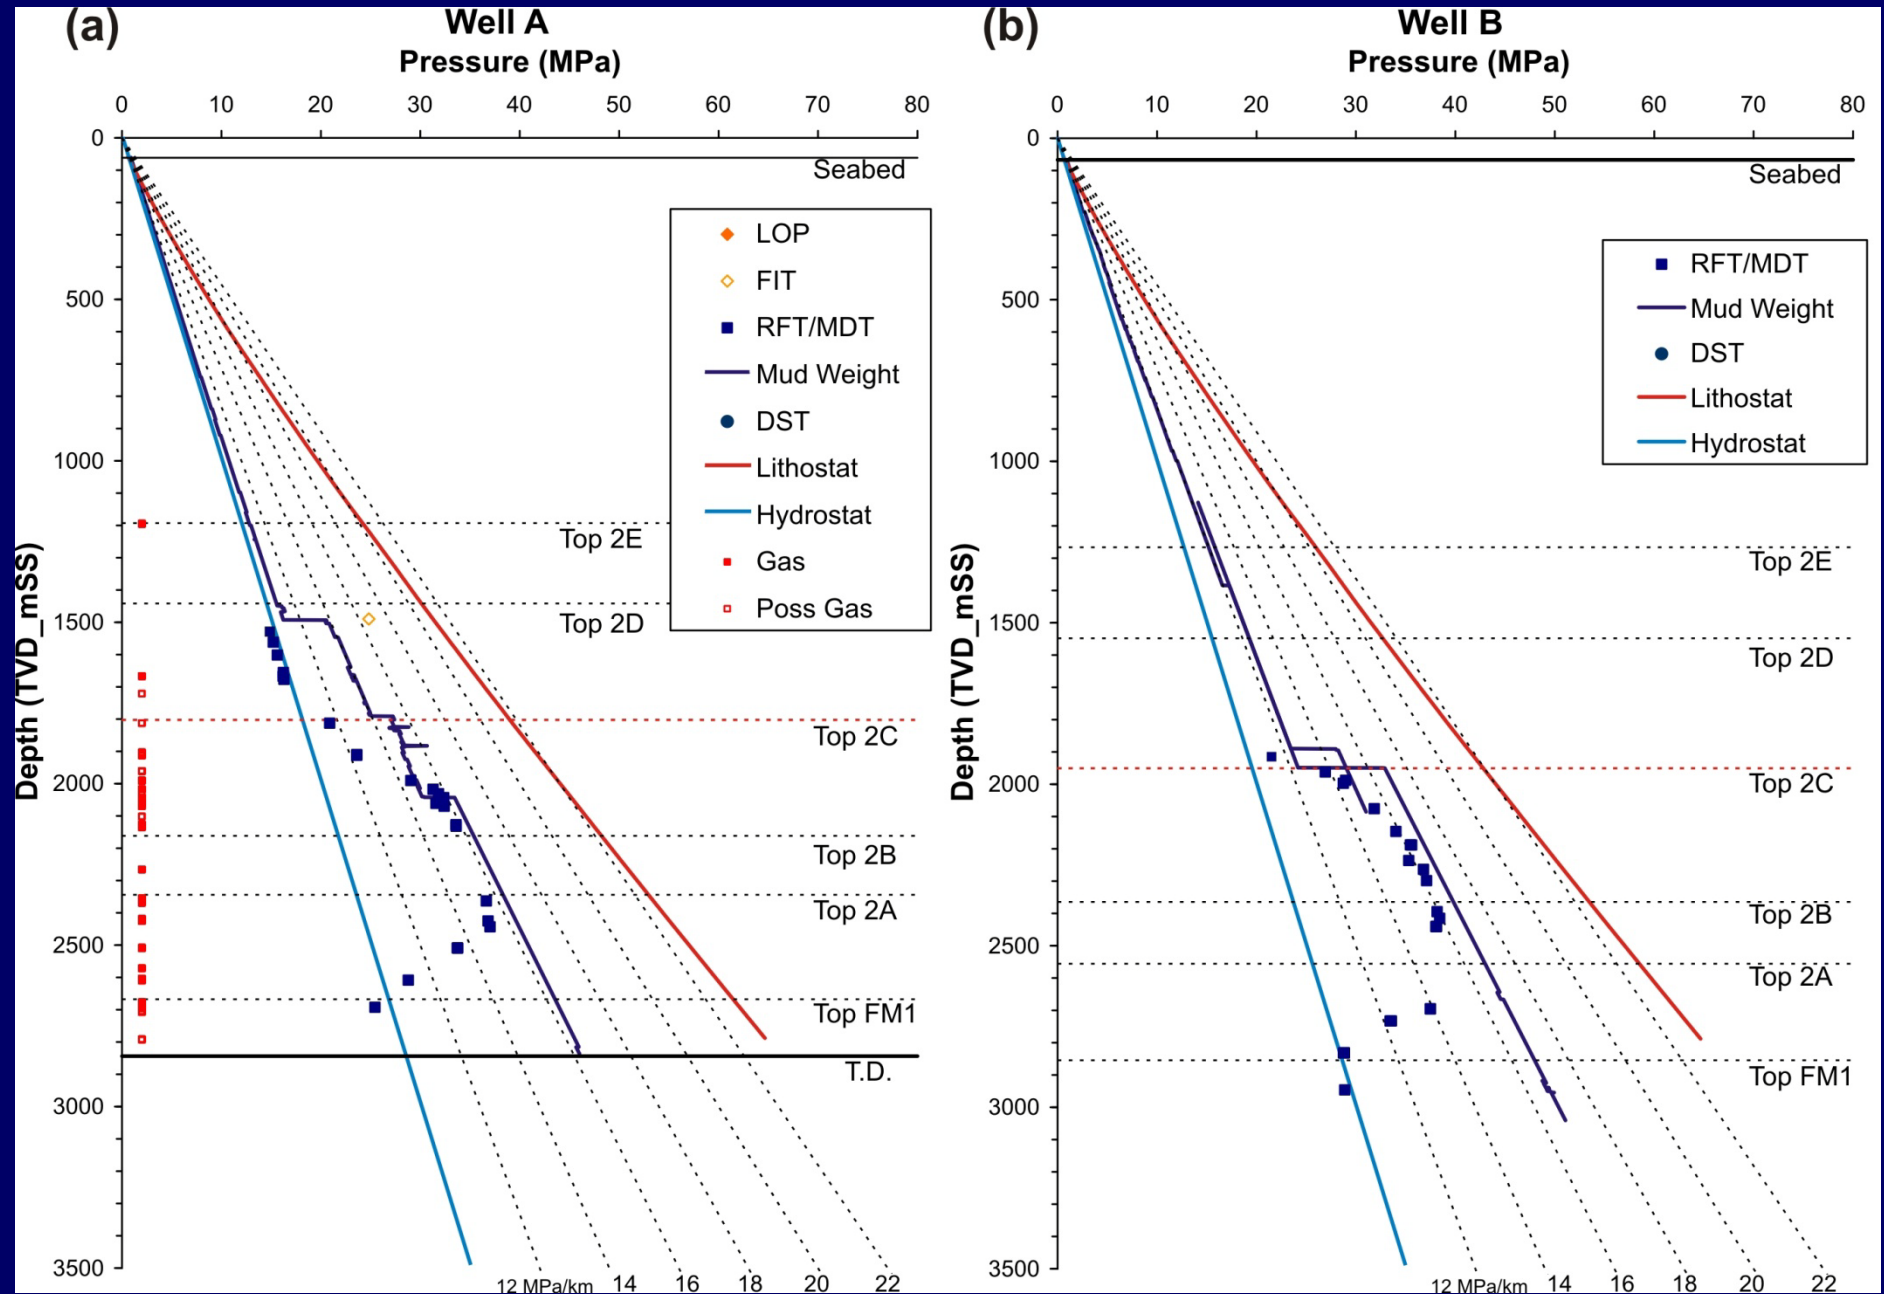 (a)
Well A
Pressure (MPa)
0 10 20 30 40 50 60 70 80
0
500
1000
1500
2000
2500
3000
3500
Depth (TVD_mSS)
Seabed
LOP
FIT
RFT/MDT
Mud Weight
DST
Lithostat
Hydrostat
Gas
Poss Gas
Top 2E
Top 2D
Top 2C
Top 2B
Top 2A
Top FM1
T.D.
12 MPa/km 14 16 18 20 22
(b)
Well B
Pressure (MPa)
0 10 20 30 40 50 60 70 80
0
500
1000
1500
2000
2500
3000
3500
Depth (TVD_mSS)
Seabed
RFT/MDT
Mud Weight
DST
Lithostat
Hydrostat
Top 2E
Top 2D
Top 2C
Top 2B
Top 2A
Top FM1
12 MPa/km 14 16 18 20 22